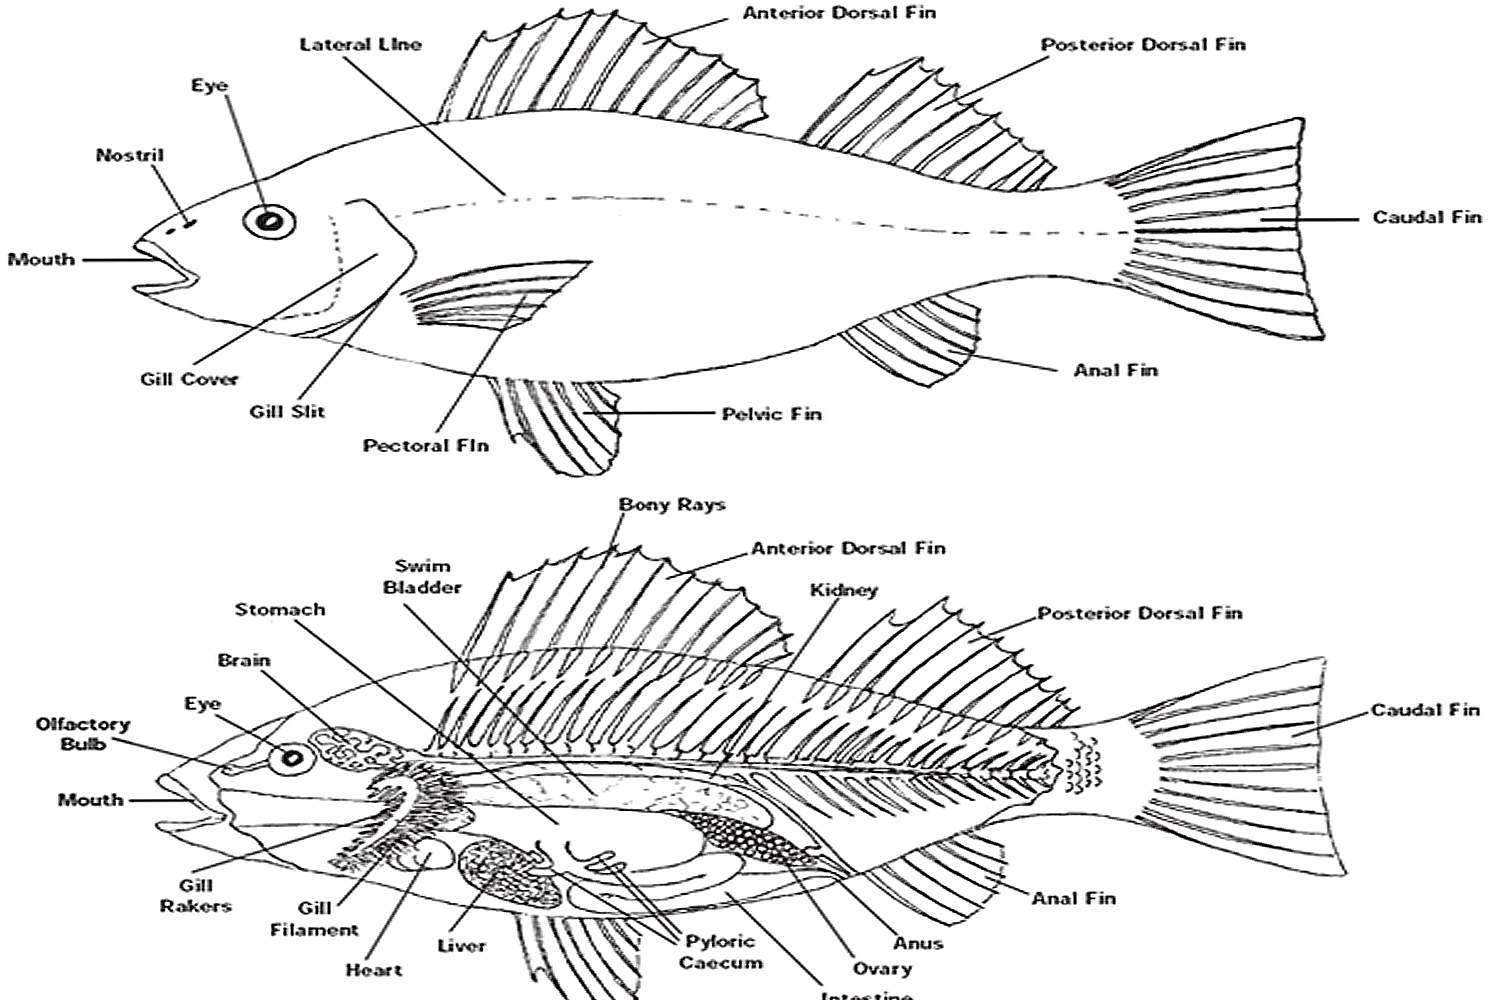 Anterior Dorsal Fin
Lateral LIne
Posterior Dorsal Fin
Eye
Nostril
Caudal Fin
Mouth
Anal Fin
Gill Cover
Gill Slit
Pelvic Fin
Pectoral FIn
Bony Rays
Anterior Dorsal Fin
Swim
Bladder
Kidney
Stomach
Posterior Dorsal Fin
Brain
Eye
Caudal Fin
Olfactory
Bulb
Mouth
Gill
Rakers
Anal Fin
Gill
Filament
Liver
Heart
Pyloric
Caecum
Anus
Ovary
Intestine